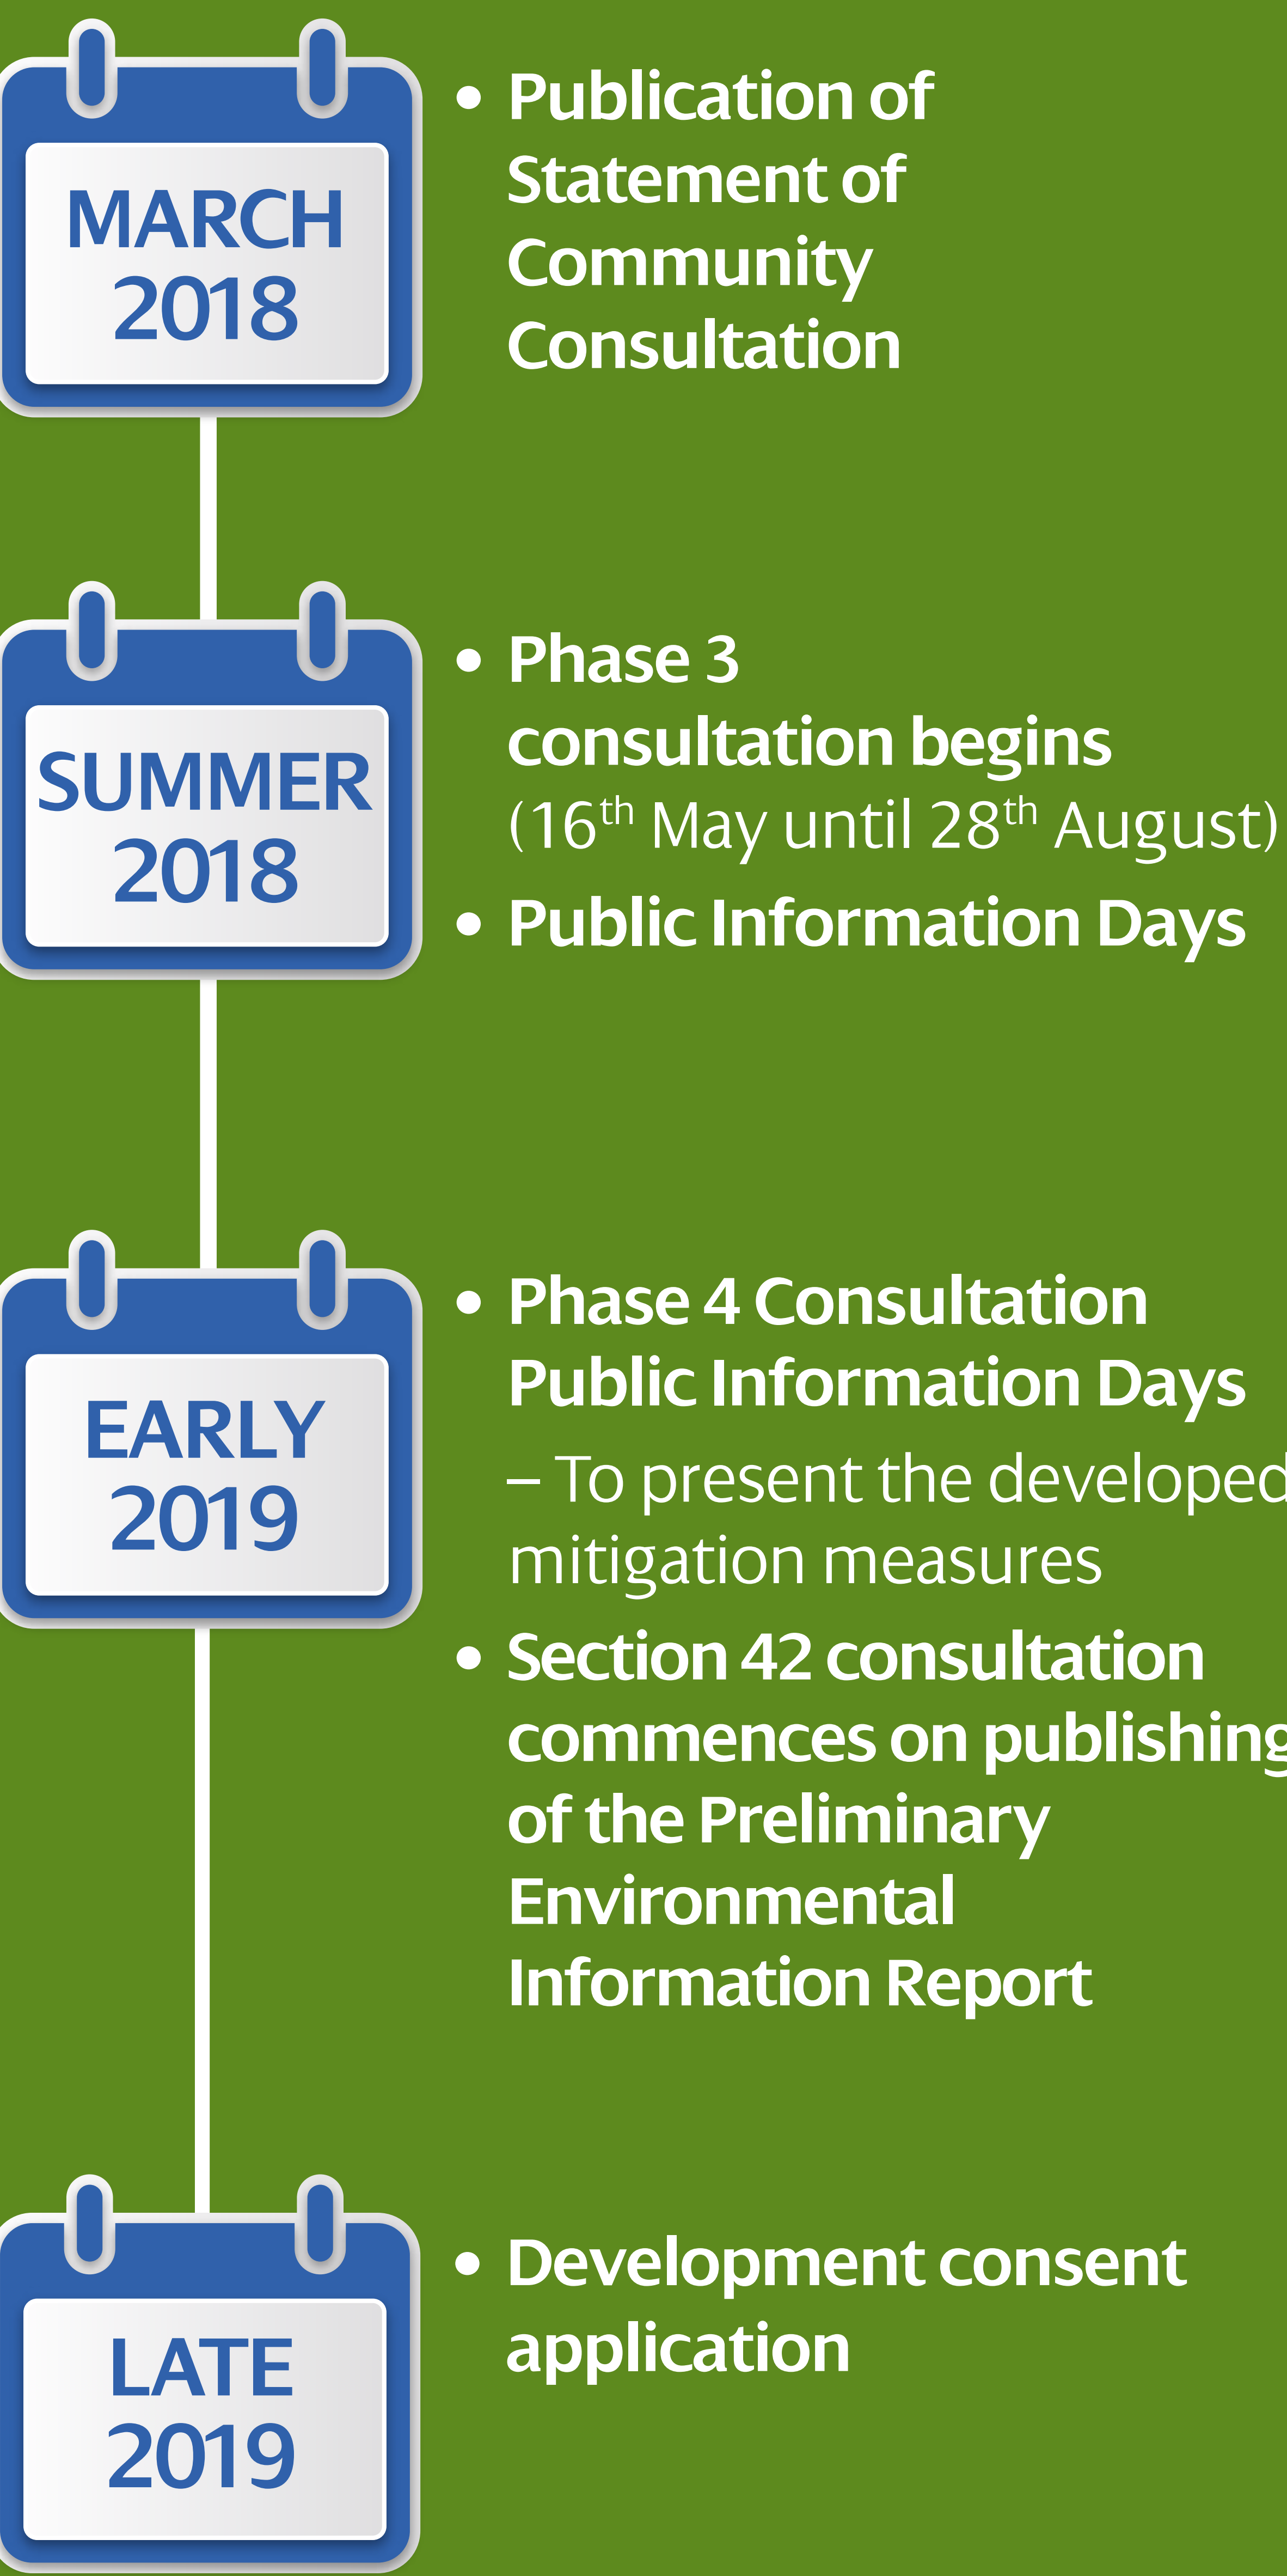 MARCH
2018
• Publication of
Statement of
Community
Consultation
SUMMER
2018
• Phase 3
consultation begins
(16th May until 28th August)
• Public Information Days
EARLY
2019
• Phase 4 Consultation
Public Information Days
– To present the developed
mitigation measures
• Section 42 consultation
commences on publishing
of the Preliminary
Environmental
Information Report
LATE
2019
• Development consent
application